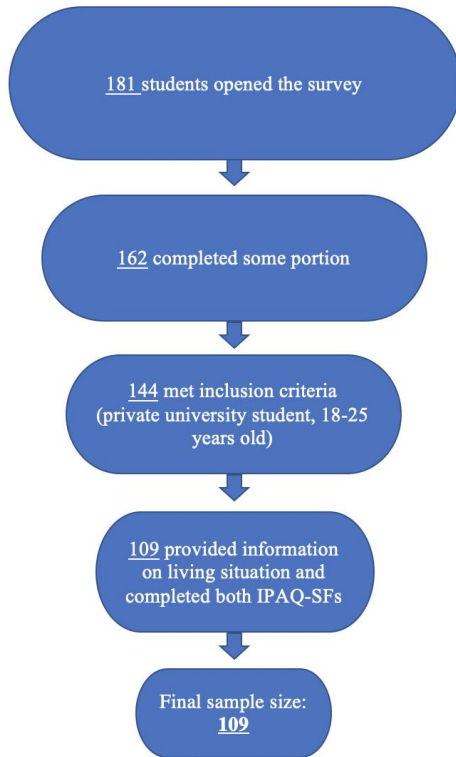 181 students opened the survey
162 completed some portion
144 met inclusion criteria
(private university student, 18-25
years old)
109 provided information
on living situation and
completed both IPAQ-SFs
Final sample size:
109